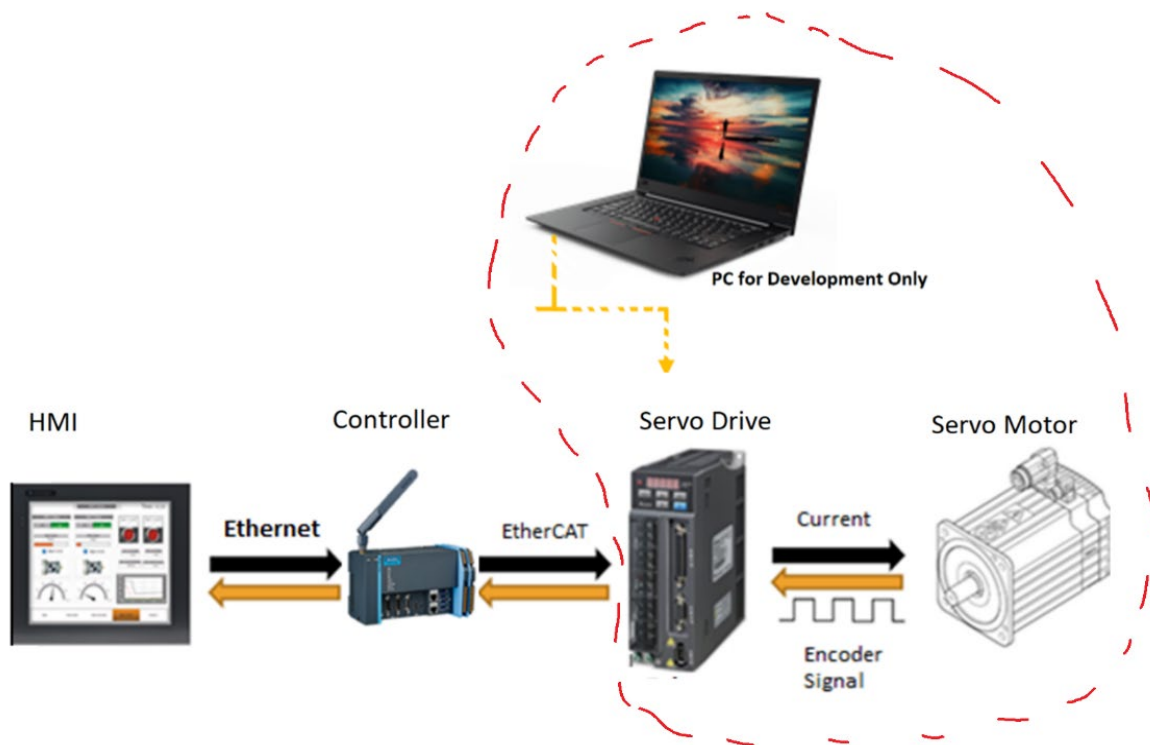 PC for Development Only
HMI
Controller
Servo Drive
Servo Motor
Ethernet
EtherCAT
Current
Encoder
Signal